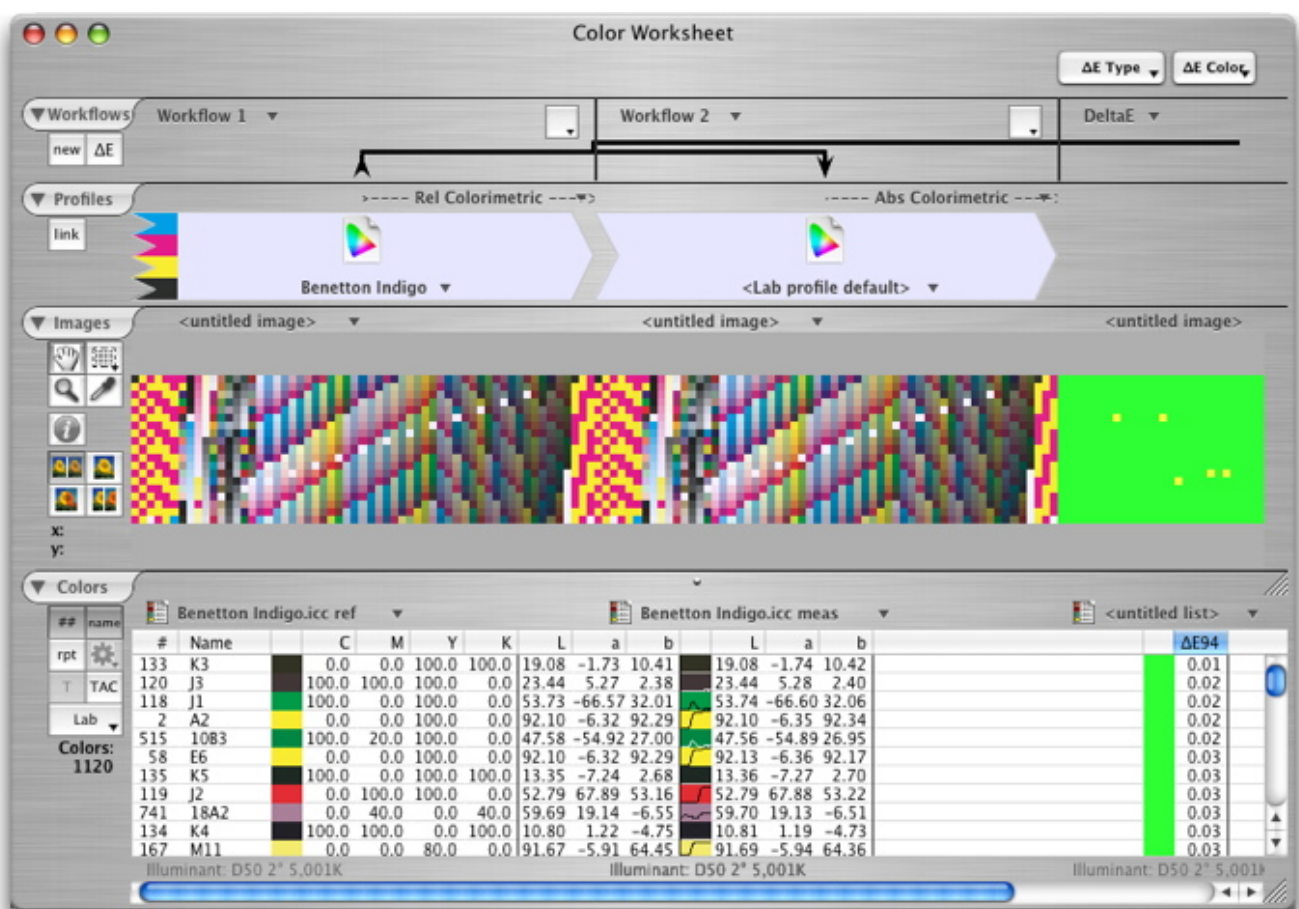 Color Worksheet
ΔE Type ΔE Color
Workflows Workflow 1 Workflow 2 DeltaE
new ΔE
Profiles ›---- Rel Colorimetric --- ---- Abs Colorimetric ---
link
Benetton Indigo <Lab profile default>
Images <untitled image> <untitled image> <untitled image>
x:
y:
Colors
## name Benetton Indigo.icc ref Benetton Indigo.icc meas <untitled list>
rpt
T TAC
Lab
Colors:
1120
# Name C M Y K L a b L a b ΔE94
133 K3 0.0 0.0 100.0 100.0 19.08 -1.73 10.41 19.08 -1.74 10.42 0.01
120 J3 100.0 100.0 100.0 0.0 23.44 5.27 2.38 23.44 5.28 2.40 0.02
118 J1 100.0 0.0 100.0 0.0 53.73 -66.57 32.01 53.74 -66.60 32.06 0.02
2 A2 0.0 0.0 100.0 0.0 92.10 -6.32 92.29 92.10 -6.35 92.34 0.02
515 10B3 100.0 20.0 100.0 0.0 47.58 -54.92 27.00 47.56 -54.89 26.95 0.02
58 E6 0.0 0.0 100.0 0.0 92.10 -6.32 92.29 92.13 -6.36 92.17 0.03
135 K5 100.0 0.0 100.0 100.0 13.35 -7.24 2.68 13.36 -7.27 2.70 0.03
119 J2 0.0 100.0 100.0 0.0 52.79 67.89 53.16 52.79 67.88 53.22 0.03
741 18A2 0.0 40.0 0.0 40.0 59.69 19.14 -6.55 59.70 19.13 -6.51 0.03
134 K4 100.0 100.0 0.0 100.0 10.80 1.22 -4.75 10.81 1.19 -4.73 0.03
167 M11 0.0 0.0 80.0 0.0 91.67 -5.91 64.45 91.69 -5.94 64.36 0.03
Illuminant: D50 2° 5,001K Illuminant: D50 2° 5,001K Illuminant: D50 2° 5,001K